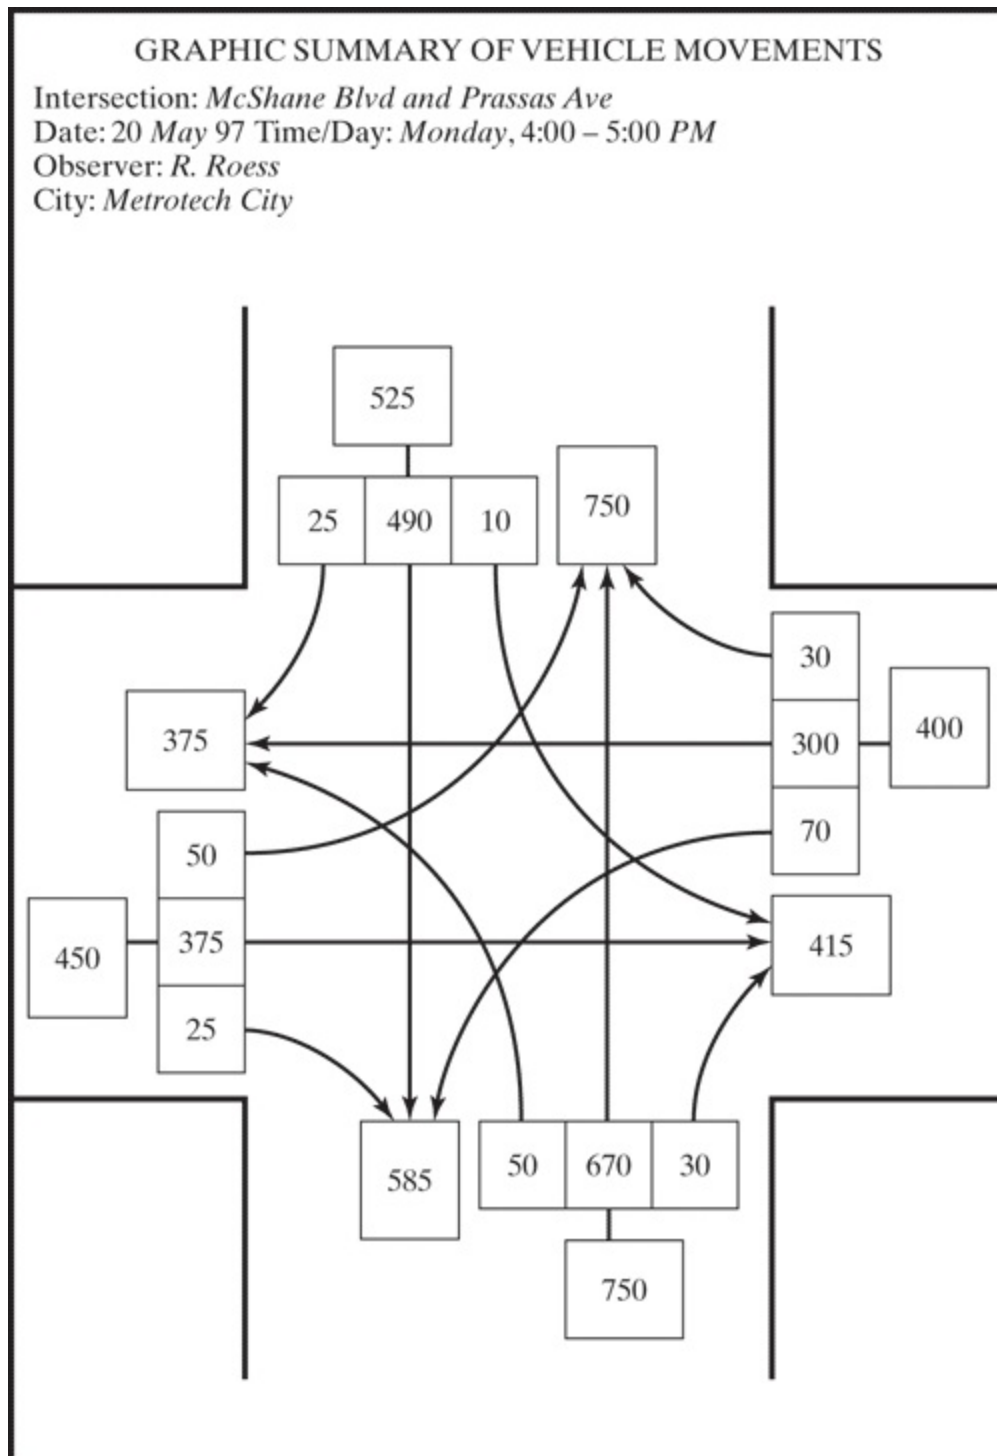 GRAPHIC SUMMARY OF VEHICLE MOVEMENTS
Intersection: McShane Blvd and Prassas Ave
Date: 20 May 97 Time/Day: Monday, 4:00 – 5:00 PM
Observer: R. Roess
City: Metrotech City
525
25 490 10
750
30
300
70
400
375
50
375
25
450
415
585
50 670 30
750